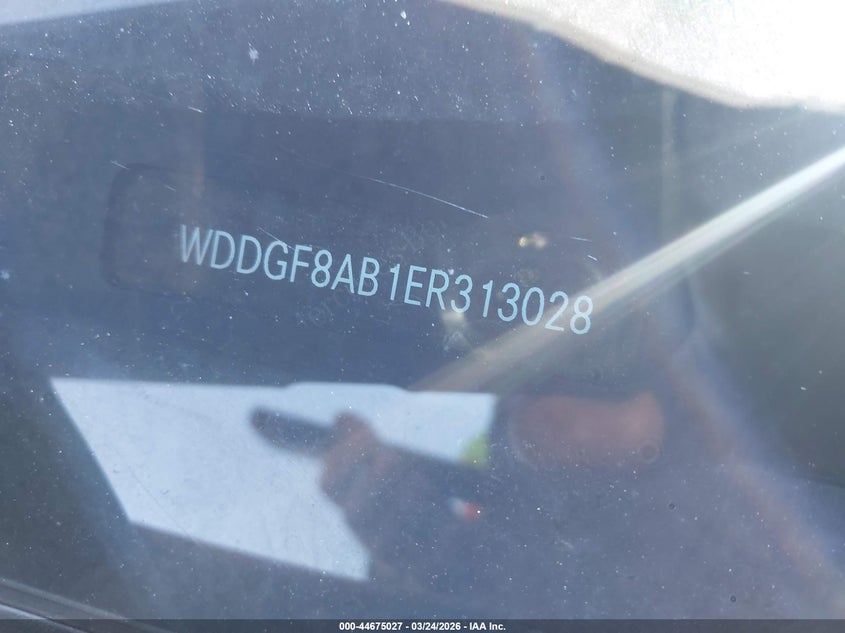 WDDGF8AB1ER313028
000-44675027 - 03/24/2026 - IAA Inc.